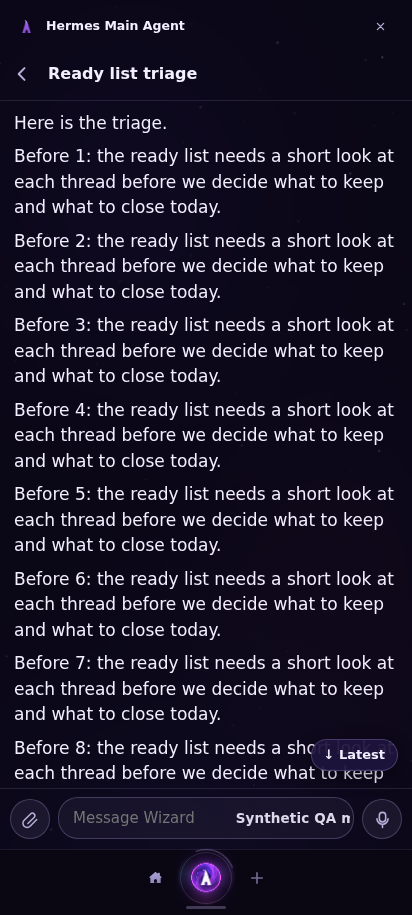 Hermes Main Agent
Ready list triage
Here is the triage.
Before 1: the ready list needs a short look at
each thread before we decide what to keep
and what to close today.
Before 2: the ready list needs a short look at
each thread before we decide what to keep
and what to close today.
Before 3: the ready list needs a short look at
each thread before we decide what to keep
and what to close today.
Before 4: the ready list needs a short look at
each thread before we decide what to keep
and what to close today.
Before 5: the ready list needs a short look at
each thread before we decide what to keep
and what to close today.
Before 6: the ready list needs a short look at
each thread before we decide what to keep
and what to close today.
Before 7: the ready list needs a short look at
each thread before we decide what to keep
and what to close today.
Before 8: the ready list needs a short look at
↓ Latest
each thread before we decide what to keep
Message Wizard Synthetic QA m